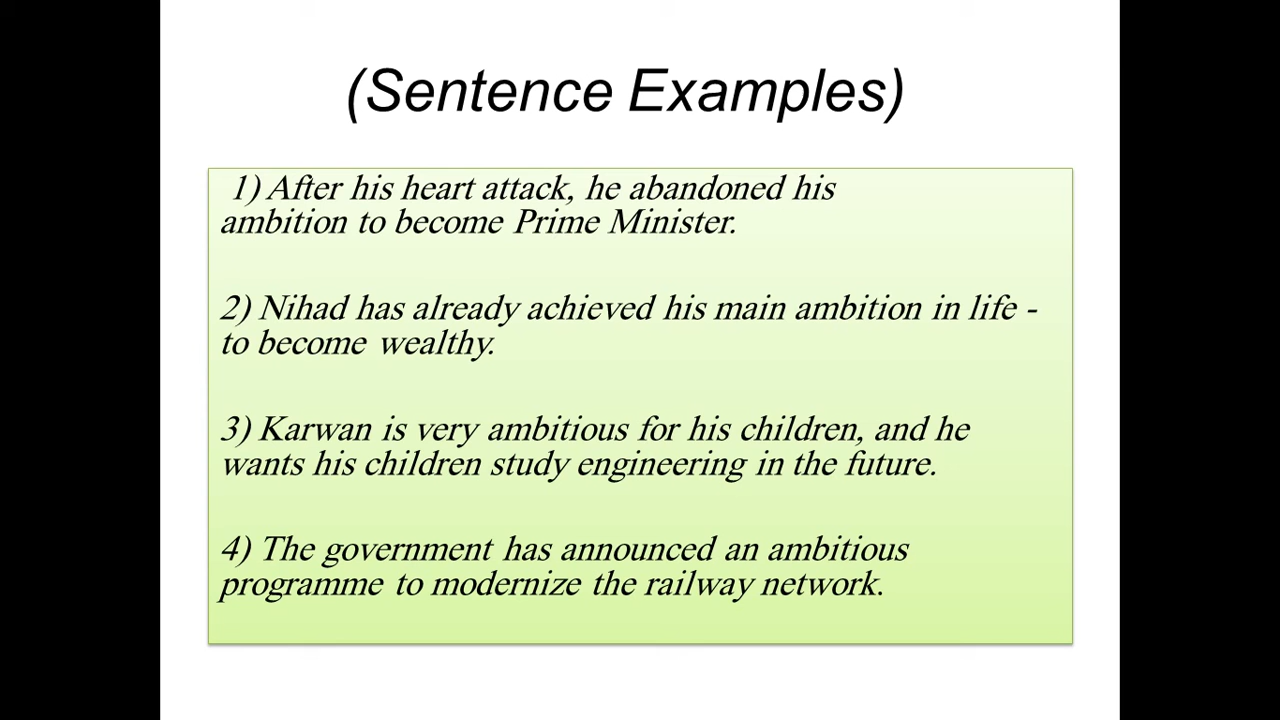 (Sentence Examples)
1) After his heart attack, he abandoned his
ambition to become Prime Minister.
2) Nihad has already achieved his main ambition in life -
to become wealthy.
3) Karwan is very ambitious for his children, and he
wants his children study engineering in the future.
4) The government has announced an ambitious
programme to modernize the railway network.